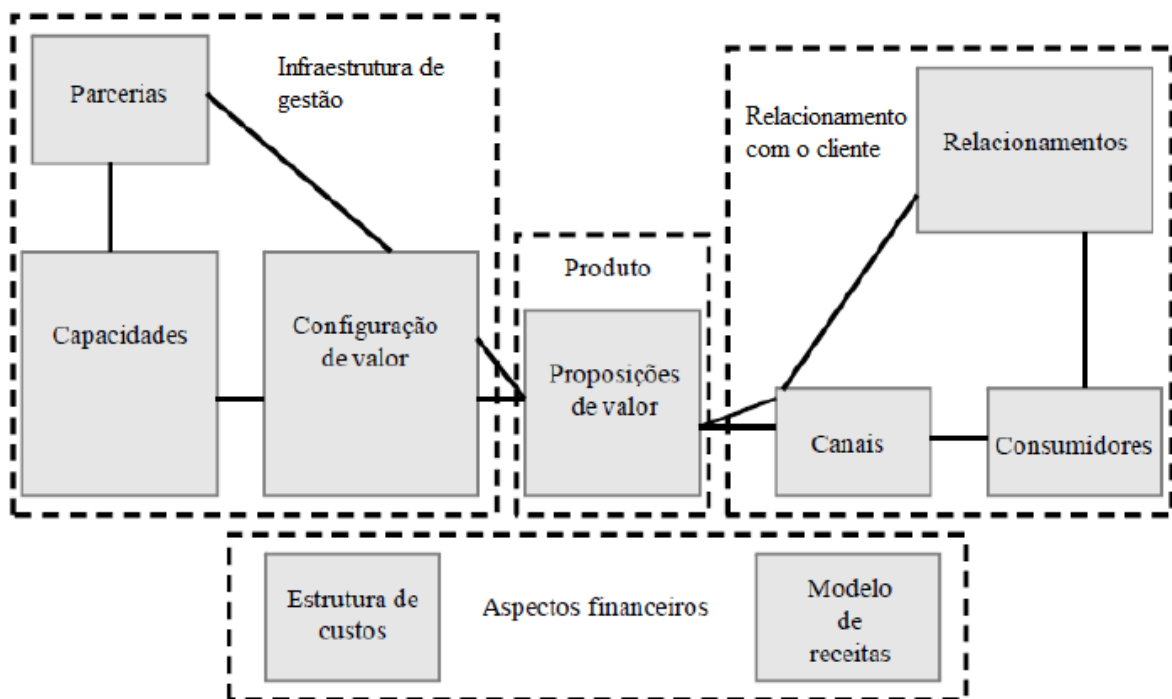 Parcerias
Infraestrutura de
gestão
Capacidades
Configuração
de valor
Produto
Proposições
de valor
Relacionamento
com o cliente
Relacionamentos
Canais
Consumidores
Estrutura de
custos
Aspectos financeiros
Modelo
de
receitas